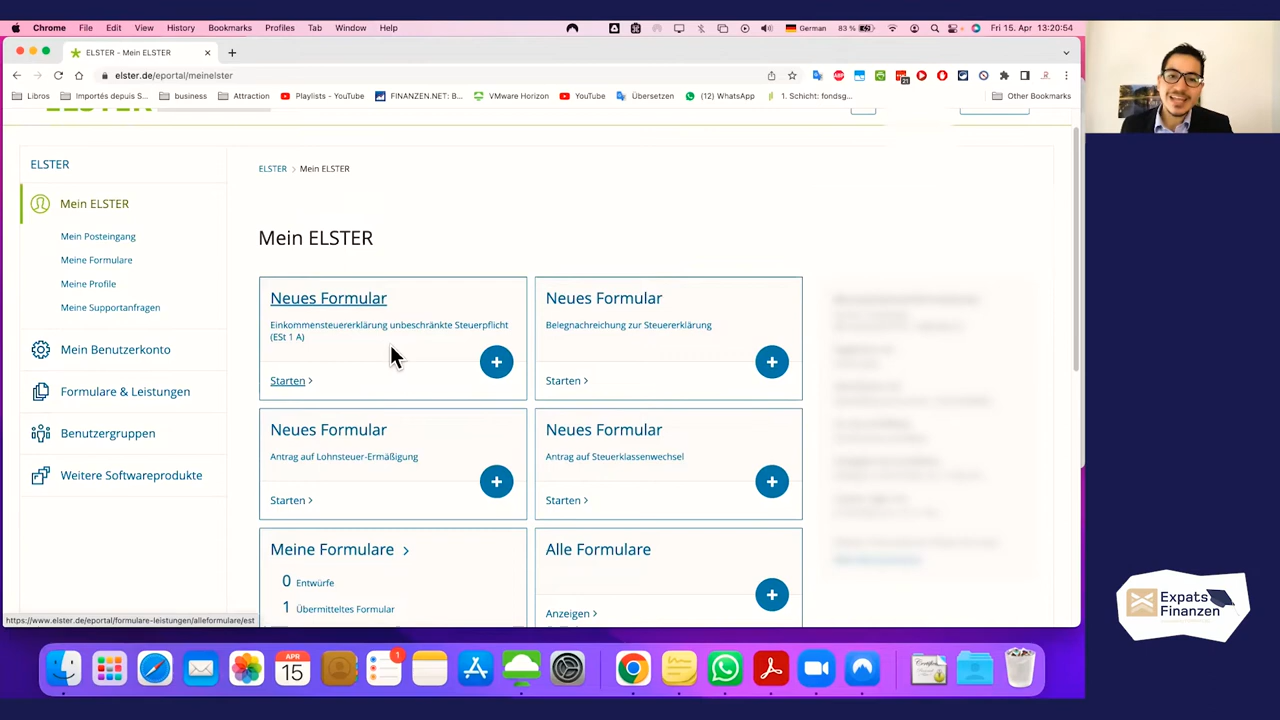 Chrome File Edit View History Bookmarks Profiles Tab Window Help German 83 % Fri 15. Apr 13:20:54
ELSTER - Mein ELSTER
elster.de/eportal/meinelster 21
Libros Importés depuis S... business Attraction Playlists - YouTube FINANZEN.NET: B... VMware Horizon YouTube Übersetzen (12) WhatsApp 1. Schicht: fondsg... Other Bookmarks
ELSTER
Mein ELSTER
Mein Posteingang
Meine Formulare
Meine Profile
Meine Supportanfragen
Mein Benutzerkonto
Formulare & Leistungen
Benutzergruppen
Weitere Softwareprodukte
ELSTER > Mein ELSTER
Mein ELSTER
Neues Formular
Einkommensteuererklärung unbeschränkte Steuerpflicht
(ESt 1 A)
Starten >
Neues Formular
Belegnachreichung zur Steuererklärung
Starten >
Neues Formular
Antrag auf Lohnsteuer-Ermäßigung
Starten >
Neues Formular
Antrag auf Steuerklassenwechsel
Starten >
Meine Formulare >
0 Entwürfe
1 Übermitteltes Formular
Alle Formulare
Anzeigen >
https://www.elster.de/eportal/formulare-leistungen/alleformulare/est
APR
15
1
Expats
Finanzen